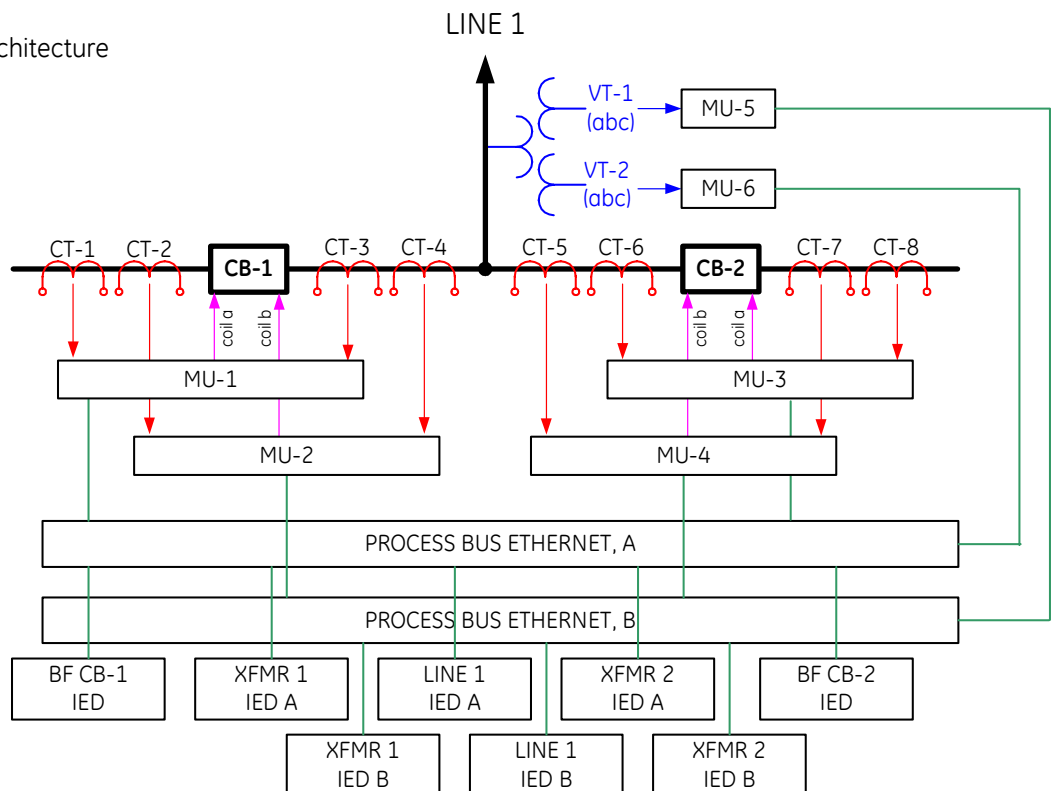 LINE 1
chitecture
VT-1
(abc)
MU-5
VT-2
(abc)
MU-6
CT-1
CT-2
CB-1
CT-3
CT-4
CT-5
CT-6
CB-2
CT-7
CT-8
coil a
coil b
coil b
coil a
MU-1
MU-3
MU-2
MU-4
PROCESS BUS ETHERNET, A
PROCESS BUS ETHERNET, B
BF CB-1
IED
XFMR 1
IED A
LINE 1
IED A
XFMR 2
IED A
BF CB-2
IED
XFMR 1
IED B
LINE 1
IED B
XFMR 2
IED B